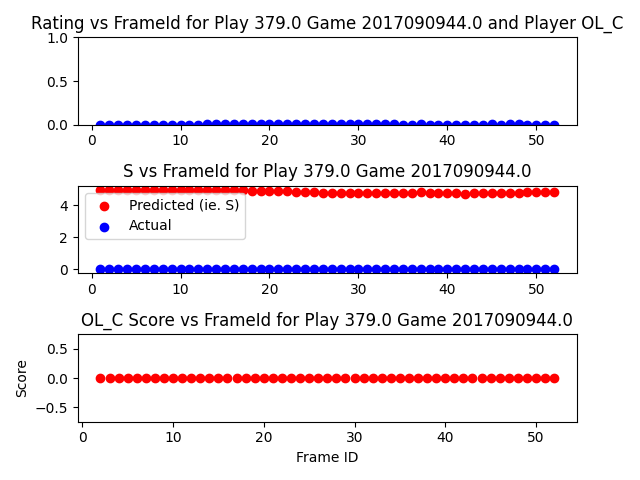 Rating vs FrameId for Play 379.0 Game 2017090944.0 and Player OL_C
1.0
0.5
0.0
0 10 20 30 40 50
S vs FrameId for Play 379.0 Game 2017090944.0
4
2
0
Predicted (ie. S)
Actual
0 10 20 30 40 50
OL_C Score vs FrameId for Play 379.0 Game 2017090944.0
Score
0.5
0.0
−0.5
0 10 20 30 40 50
Frame ID